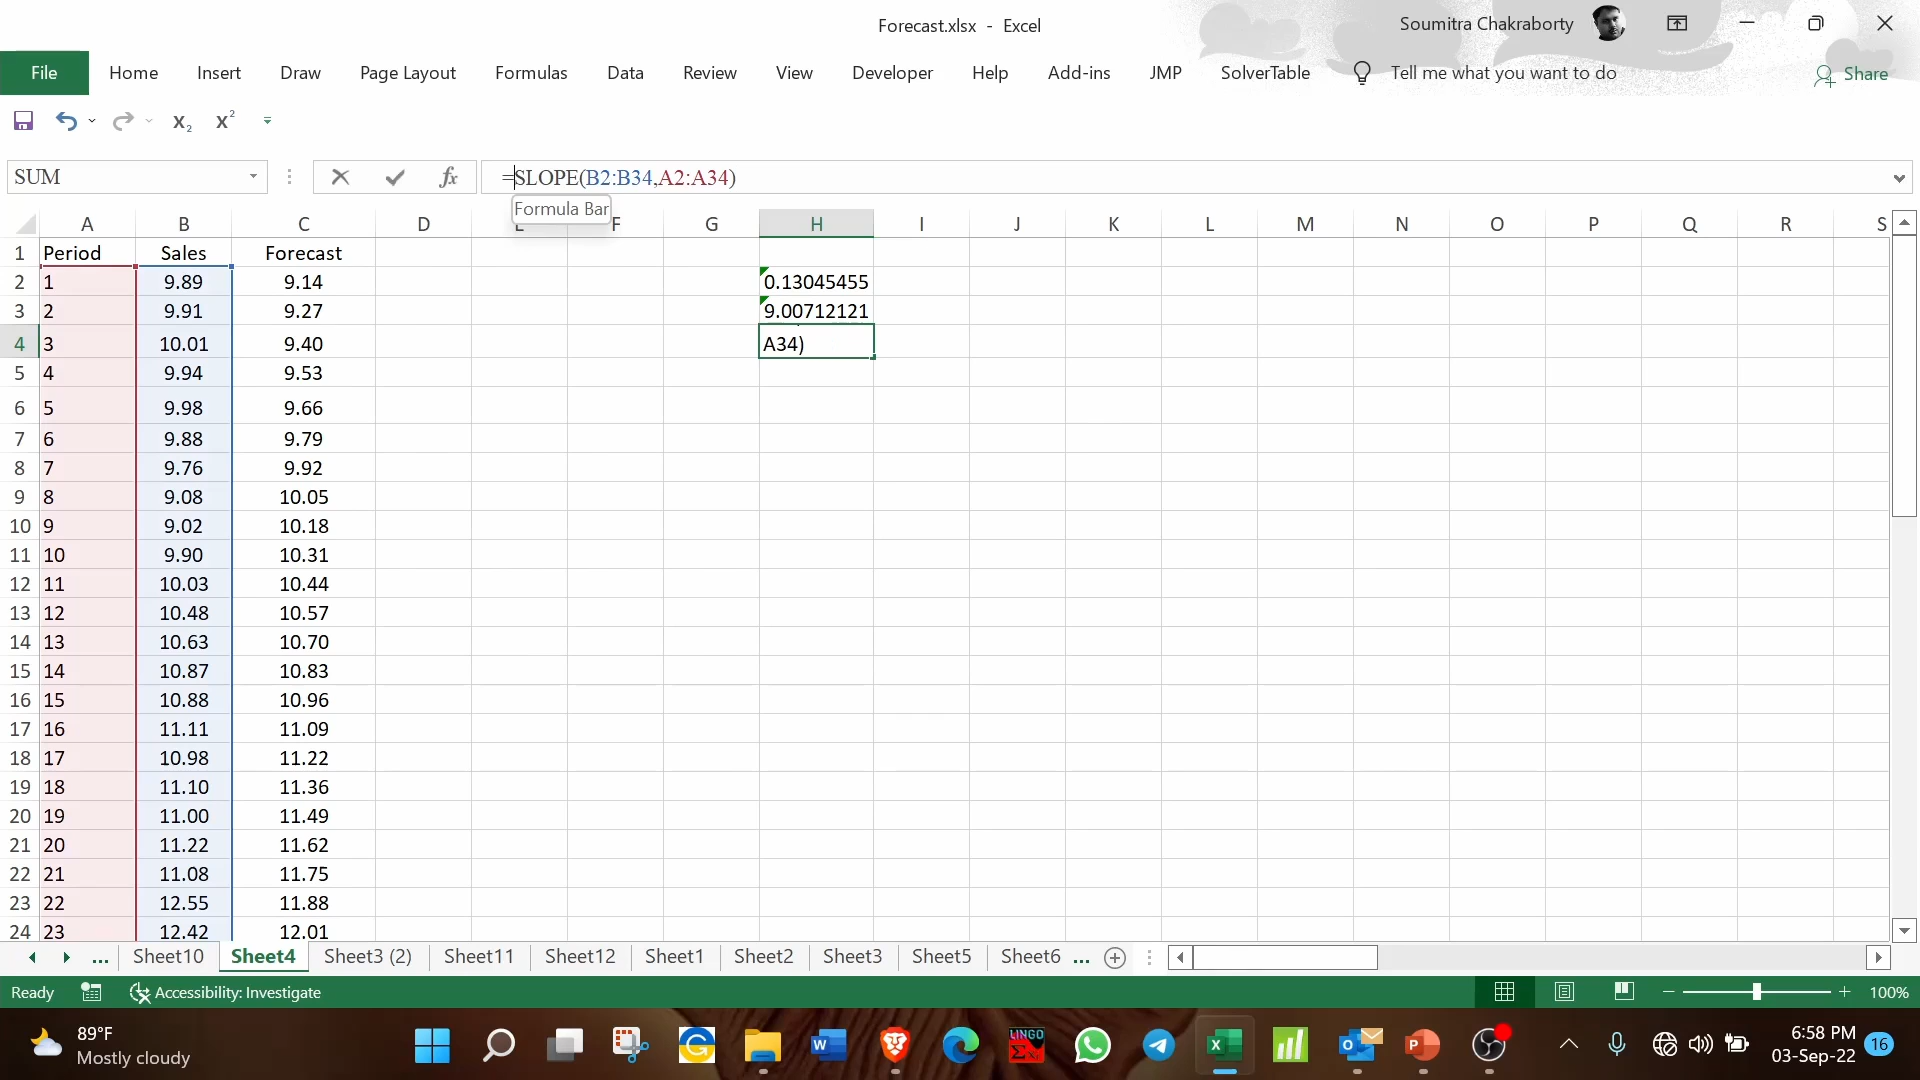 Forecast.xlsx - Excel
Soumitra Chakraborty
File Home Insert Draw Page Layout Formulas Data Review View Developer Help Add-ins JMP SolverTable Tell me what you want to do Share
X2 X2
SUM fx =SLOPE(B2:B34,A2:A34)
Formula Bar
A B C D E F G H I J K L M N O P Q R S
1 Period Sales Forecast
2 1 9.89 9.14 0.13045455
3 2 9.91 9.27 9.00712121
4 3 10.01 9.40 A34)
5 4 9.94 9.53
6 5 9.98 9.66
7 6 9.88 9.79
8 7 9.76 9.92
9 8 9.08 10.05
10 9 9.02 10.18
11 10 9.90 10.31
12 11 10.03 10.44
13 12 10.48 10.57
14 13 10.63 10.70
15 14 10.87 10.83
16 15 10.88 10.96
17 16 11.11 11.09
18 17 10.98 11.22
19 18 11.10 11.36
20 19 11.00 11.49
21 20 11.22 11.62
22 21 11.08 11.75
23 22 12.55 11.88
24 23 12.42 12.01
... Sheet10 Sheet4 Sheet3 (2) Sheet11 Sheet12 Sheet1 Sheet2 Sheet3 Sheet5 Sheet6 ...
Ready Accessibility: Investigate 100%
89°F
Mostly cloudy
LINGO
6:58 PM
03-Sep-22
16